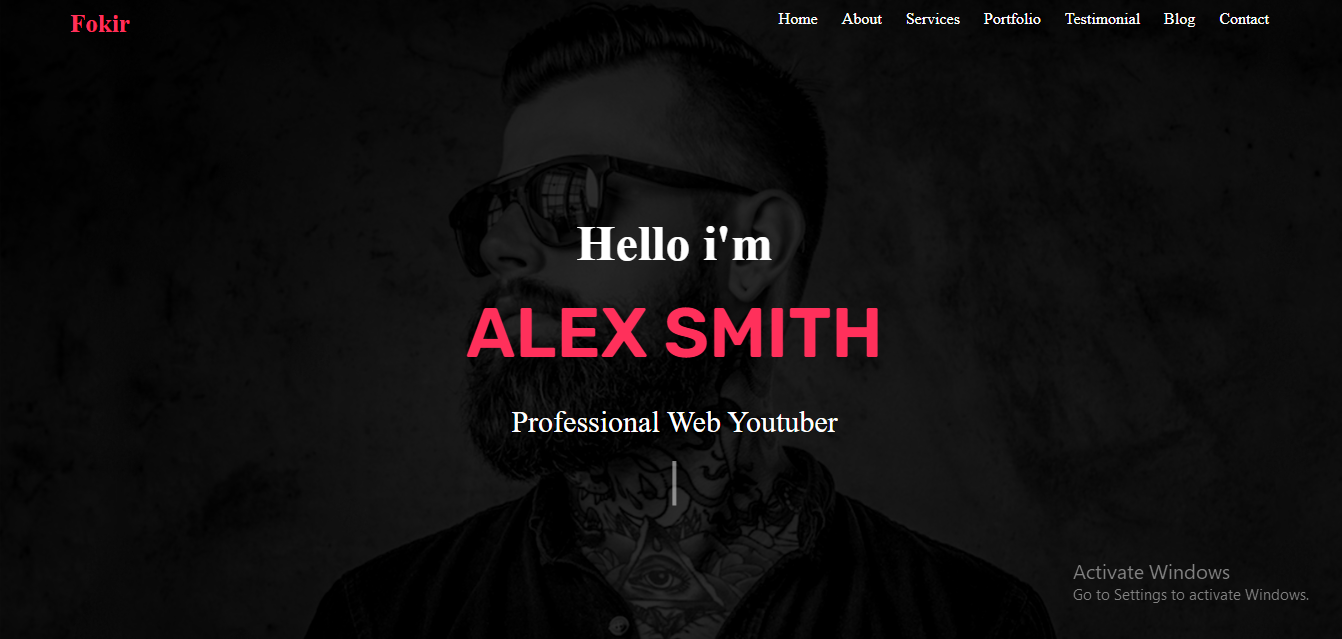 Fokir
Home About Services Portfolio Testimonial Blog Contact
Hello i'm
ALEX SMITH
Professional Web Youtuber
Activate Windows
Go to Settings to activate Windows.